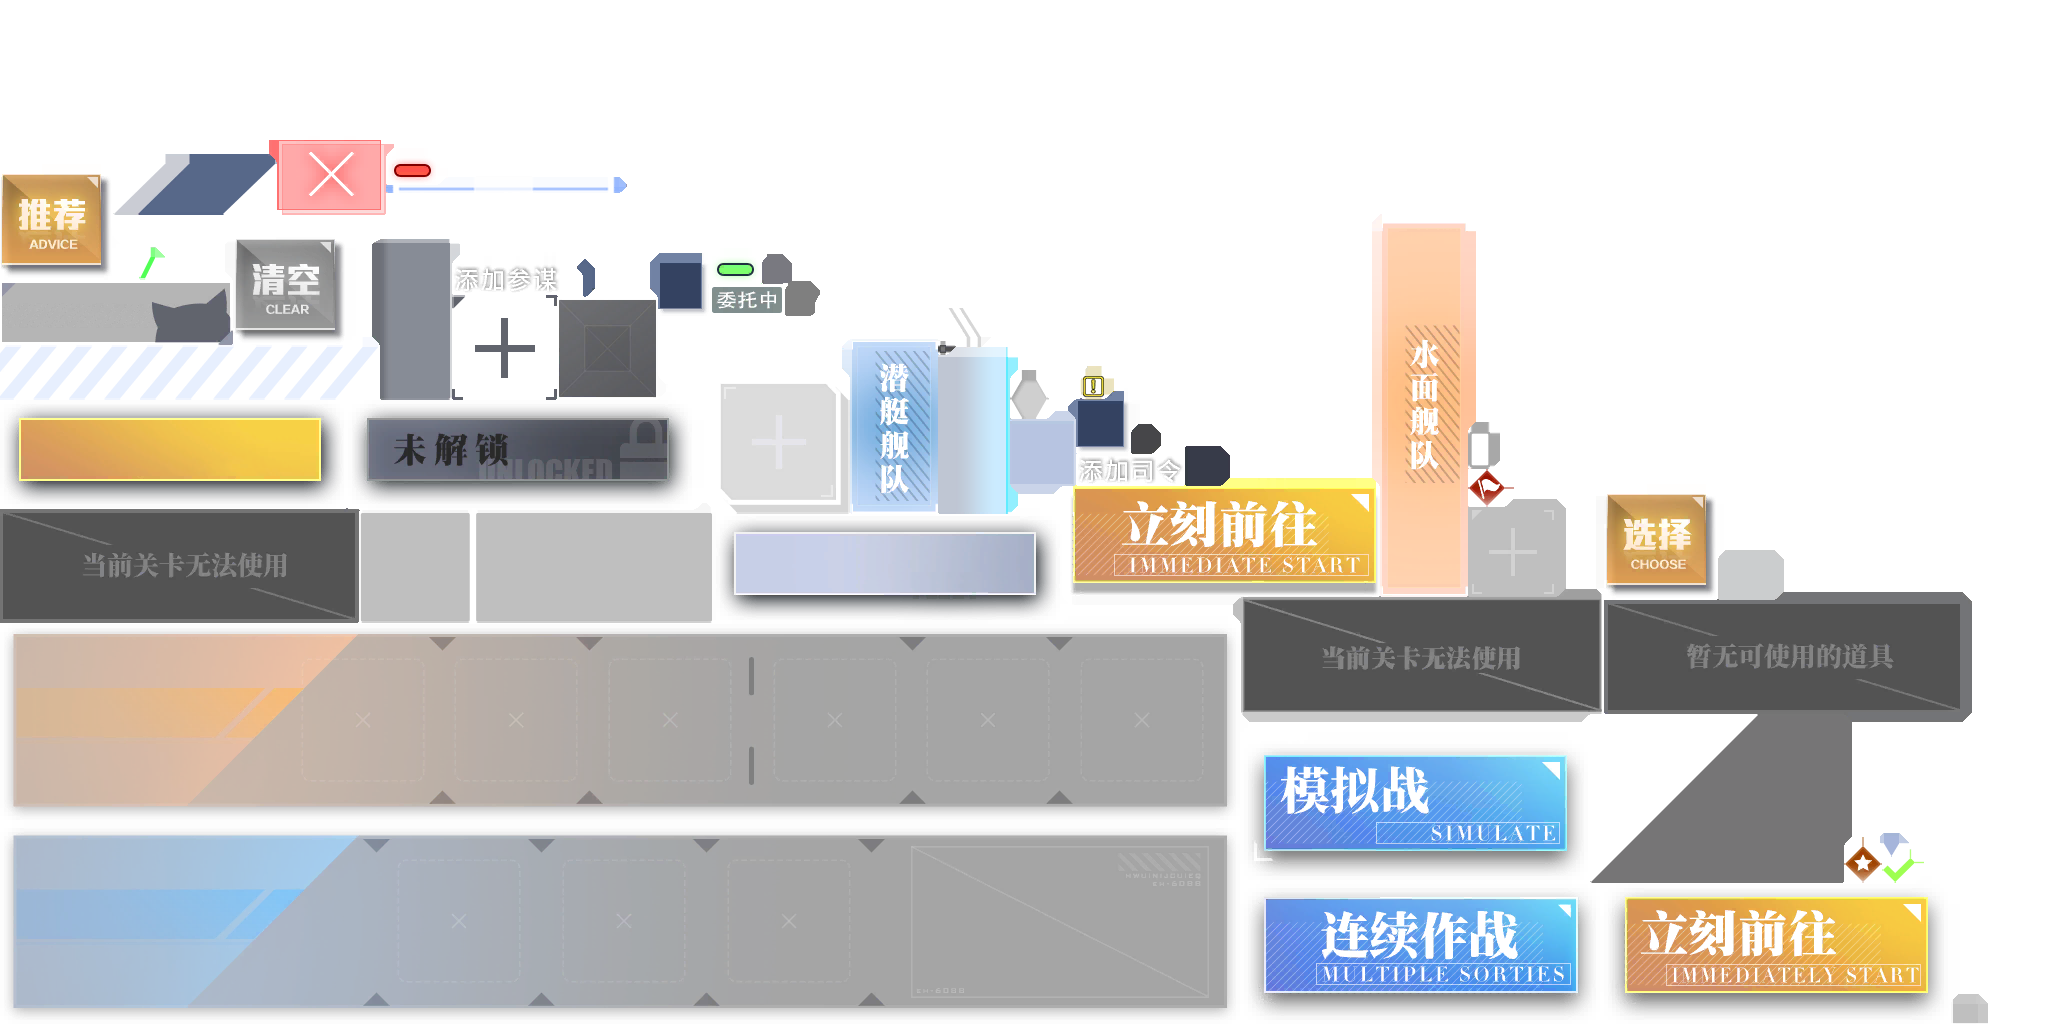 推荐
ADVICE
清空
CLEAR
添加参谋
委托中
潜艇舰队
水面舰队
未解锁
UNLOCKED
添加司令
立刻前往
IMMEDIATE START
选择
CHOOSE
当前关卡无法使用
当前关卡无法使用
暂无可使用的道具
模拟战
SIMULATE
连续作战
MULTIPLE SORTIES
立刻前往
IMMEDIATELY START